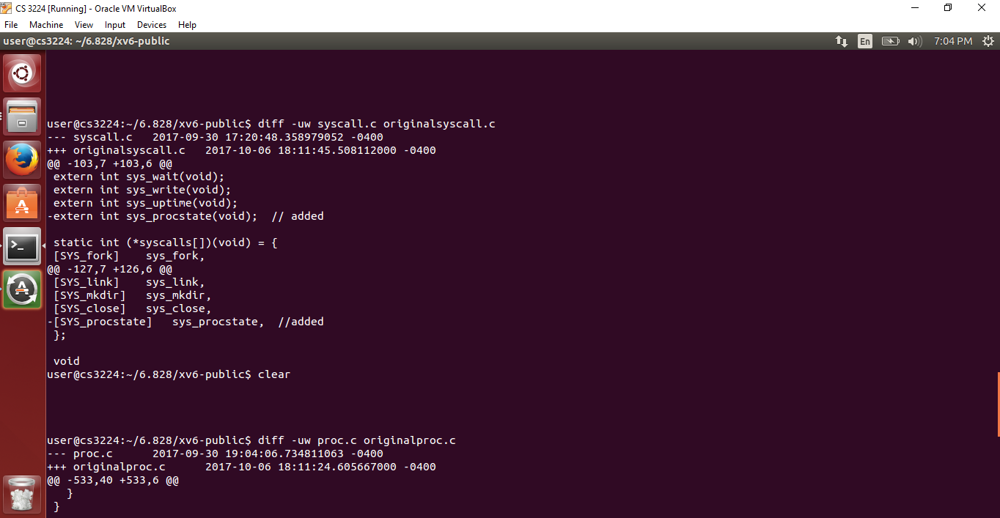 CS 3224 [Running] - Oracle VM VirtualBox
File Machine View Input Devices Help
user@cs3224: ~/6.828/xv6-public En 7:04 PM
user@cs3224:~/6.828/xv6-public$ diff -uw syscall.c originalsyscall.c
--- syscall.c   2017-09-30 17:20:48.358979052 -0400
+++ originalsyscall.c   2017-10-06 18:11:45.508112000 -0400
@@ -103,7 +103,6 @@
 extern int sys_wait(void);
 extern int sys_write(void);
 extern int sys_uptime(void);
-extern int sys_procstate(void);  // added
 static int (*syscalls[])(void) = {
 [SYS_fork]    sys_fork,
@@ -127,7 +126,6 @@
 [SYS_link]    sys_link,
 [SYS_mkdir]   sys_mkdir,
 [SYS_close]   sys_close,
-[SYS_procstate]   sys_procstate,  //added
 };
 void
user@cs3224:~/6.828/xv6-public$ clear
user@cs3224:~/6.828/xv6-public$ diff -uw proc.c originalproc.c
--- proc.c      2017-09-30 19:04:06.734811063 -0400
+++ originalproc.c      2017-10-06 18:11:24.605667000 -0400
@@ -533,40 +533,6 @@
   }
 }